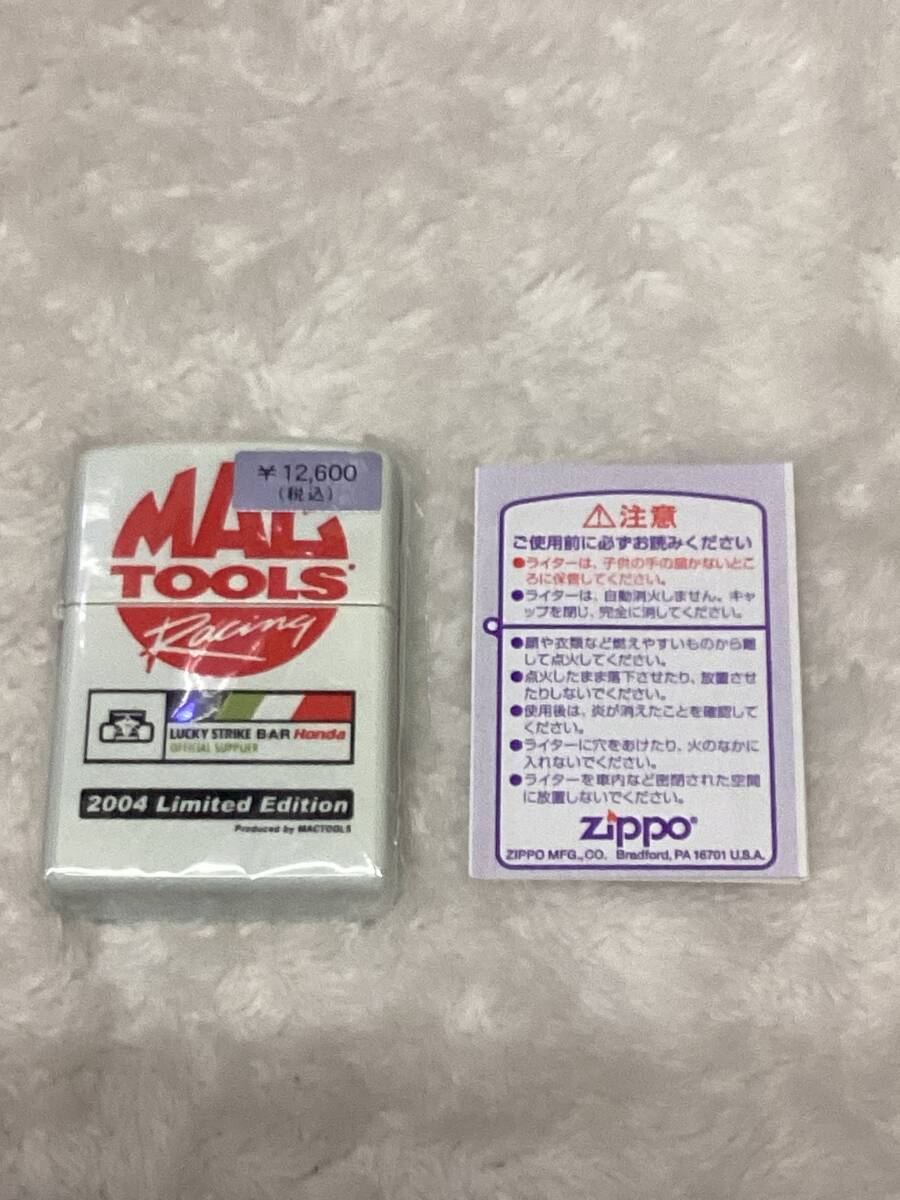 ¥12,600
(税込)
MAC
TOOLS
Racing
LUCKY STRIKE BAR Honda
OFFICIAL SUPPLIER
2004 Limited Edition
Produced by MACTOOLS
⚠注意
ご使用前に必ずお読みください
●ライターは、子供の手の届かないとこ
ろに保管してください。
●ライターは、自動消火しません。キャ
ップを閉じ、完全に消してください。
●顔や衣類など燃えやすいものから離
して点火してください。
●点火したまま落下させたり、放置させ
たりしないでください。
●使用後は、炎が消えたことを確認して
ください。
●ライターに穴をあけたり、火のなかに
入れないでください。
●ライターを車内など密閉された空間
に放置しないでください。
Zippo®
ZIPPO MFG.,CO. Bradford, PA 16701 U.S.A.